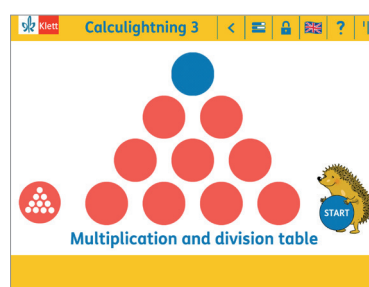 Klett Calculightning 3 < ?
START
Multiplication and division table